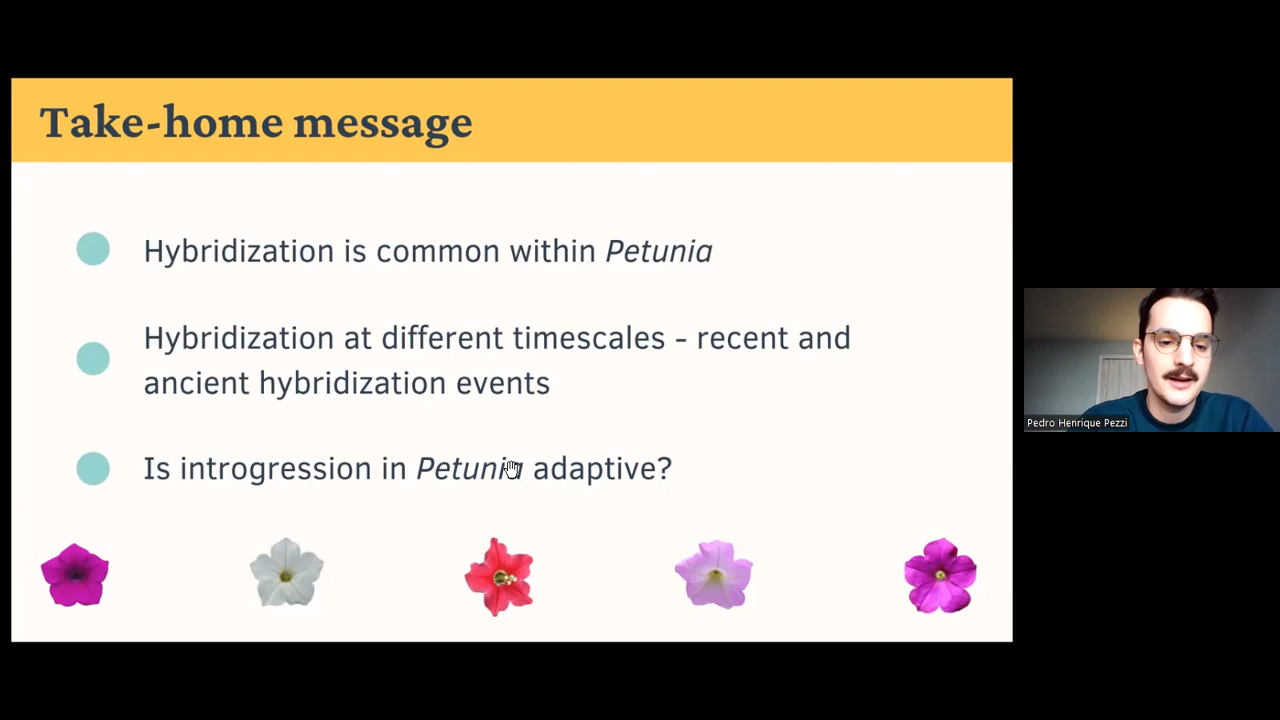 Take-home message
Hybridization is common within Petunia
Hybridization at different timescales - recent and
ancient hybridization events
Is introgression in Petunia adaptive?
Pedro Henrique Pezzi